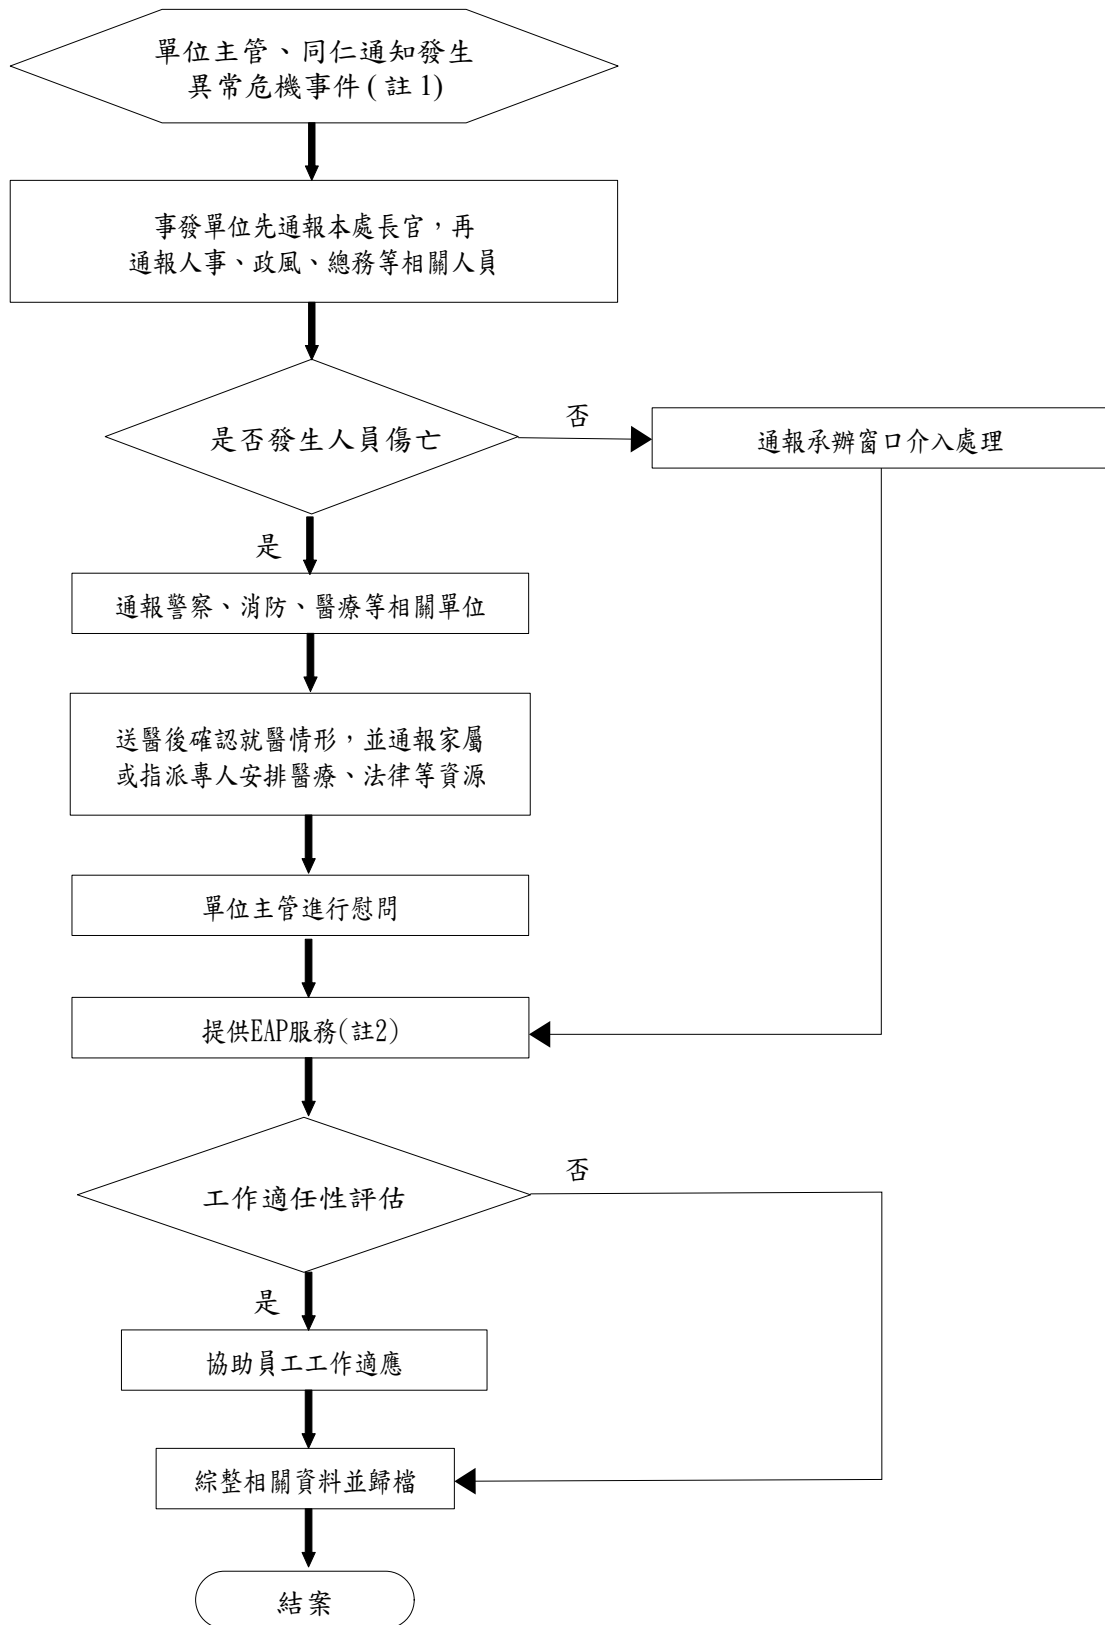 單位主管、同仁通知發生
異常危機事件(註1)
事發單位先通報本處長官，再
通報人事、政風、總務等相關人員
是否發生人員傷亡
否
通報承辦窗口介入處理
是
通報警察、消防、醫療等相關單位
送醫後確認就醫情形，並通報家屬
或指派專人安排醫療、法律等資源
單位主管進行慰問
提供EAP服務(註2)
工作適任性評估
否
是
協助員工工作適應
綜整相關資料並歸檔
結案